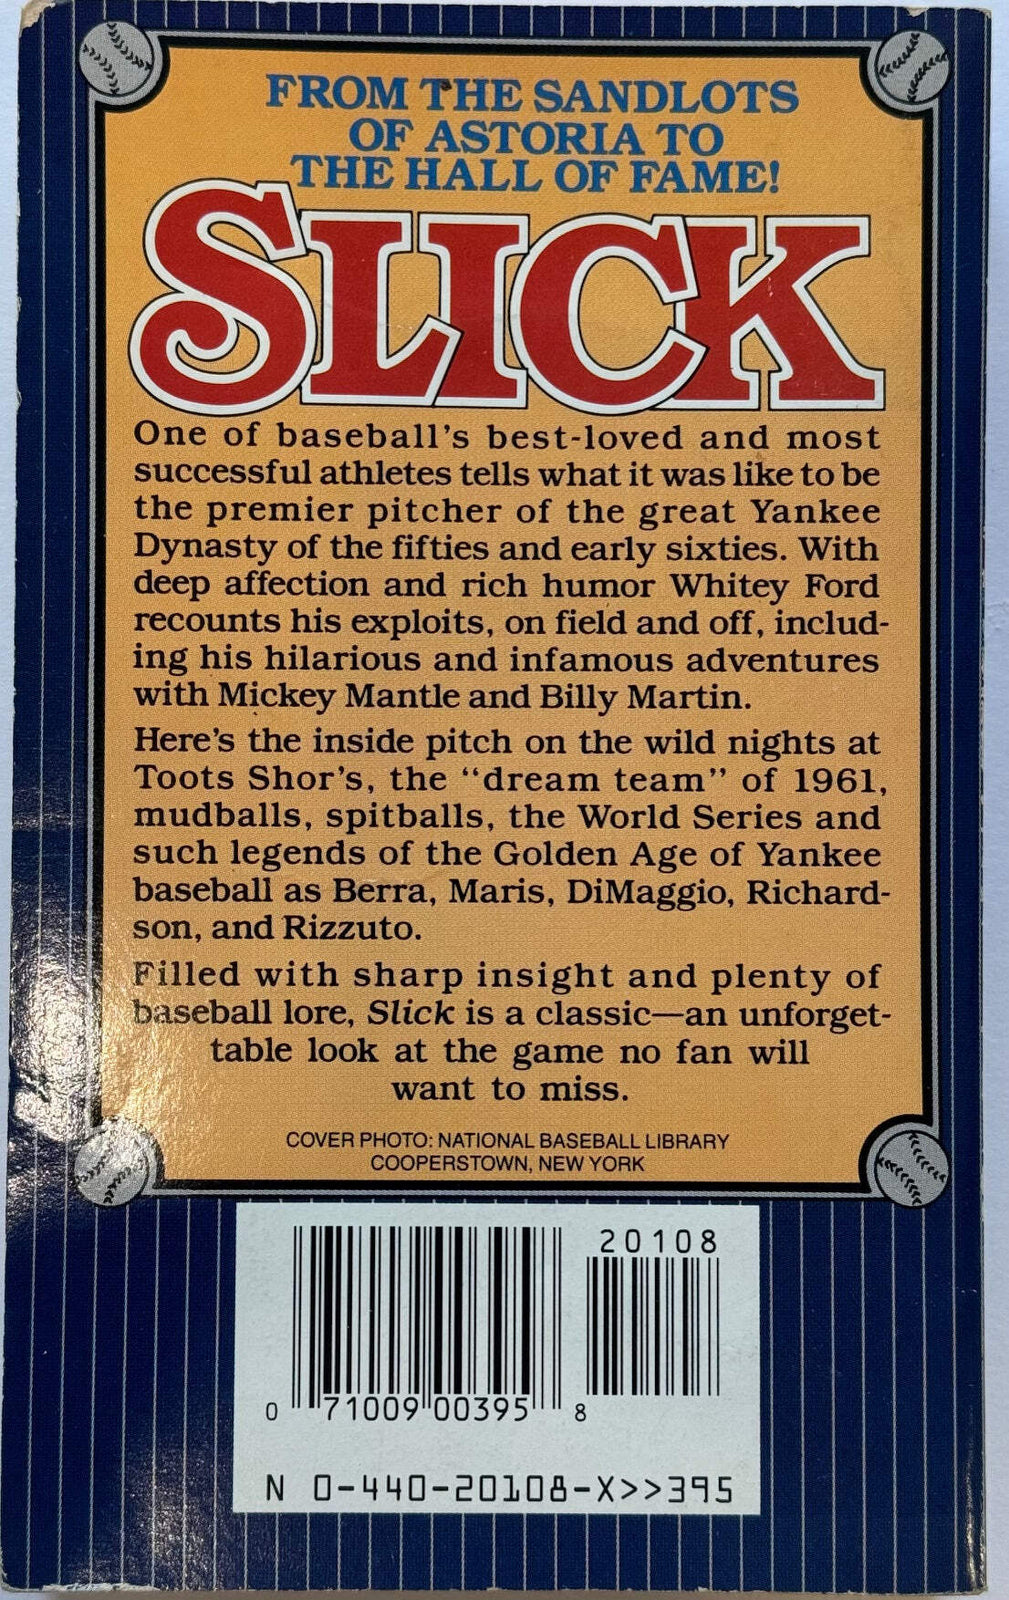 FROM THE SANDLOTS
OF ASTORIA TO
THE HALL OF FAME!
SLICK
One of baseball's best-loved and most
successful athletes tells what it was like to be
the premier pitcher of the great Yankee
Dynasty of the fifties and early sixties. With
deep affection and rich humor Whitey Ford
recounts his exploits, on field and off, includ-
ing his hilarious and infamous adventures
with Mickey Mantle and Billy Martin.
Here's the inside pitch on the wild nights at
Toots Shor's, the “dream team” of 1961,
mudballs, spitballs, the World Series and
such legends of the Golden Age of Yankee
baseball as Berra, Maris, DiMaggio, Richard-
son, and Rizzuto.
Filled with sharp insight and plenty of
baseball lore, Slick is a classic—an unforget-
table look at the game no fan will
want to miss.
COVER PHOTO: NATIONAL BASEBALL LIBRARY
COOPERSTOWN, NEW YORK
20108
0 71009 00395 8
N 0-440-20108-X>>395